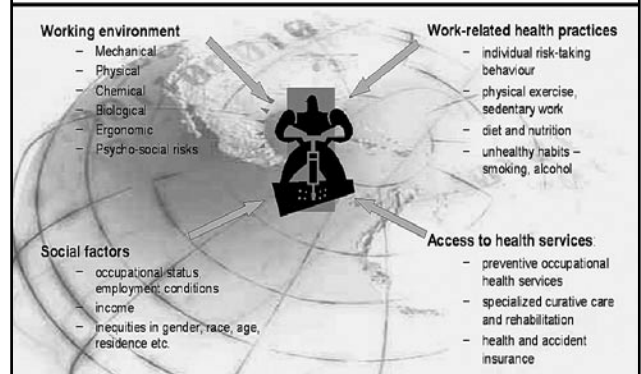 Working environment
– Mechanical
– Physical
– Chemical
– Biological
– Ergonomic
– Psycho-social risks
Work-related health practices
– individual risk-taking
behaviour
– physical exercise,
sedentary work
– diet and nutrition
– unhealthy habits –
smoking, alcohol
Social factors
– occupational status,
employment conditions
– income
– inequities in gender, race, age,
residence etc.
Access to health services:
– preventive occupational
health services
– specialized curative care
and rehabilitation
– health and accident
insurance